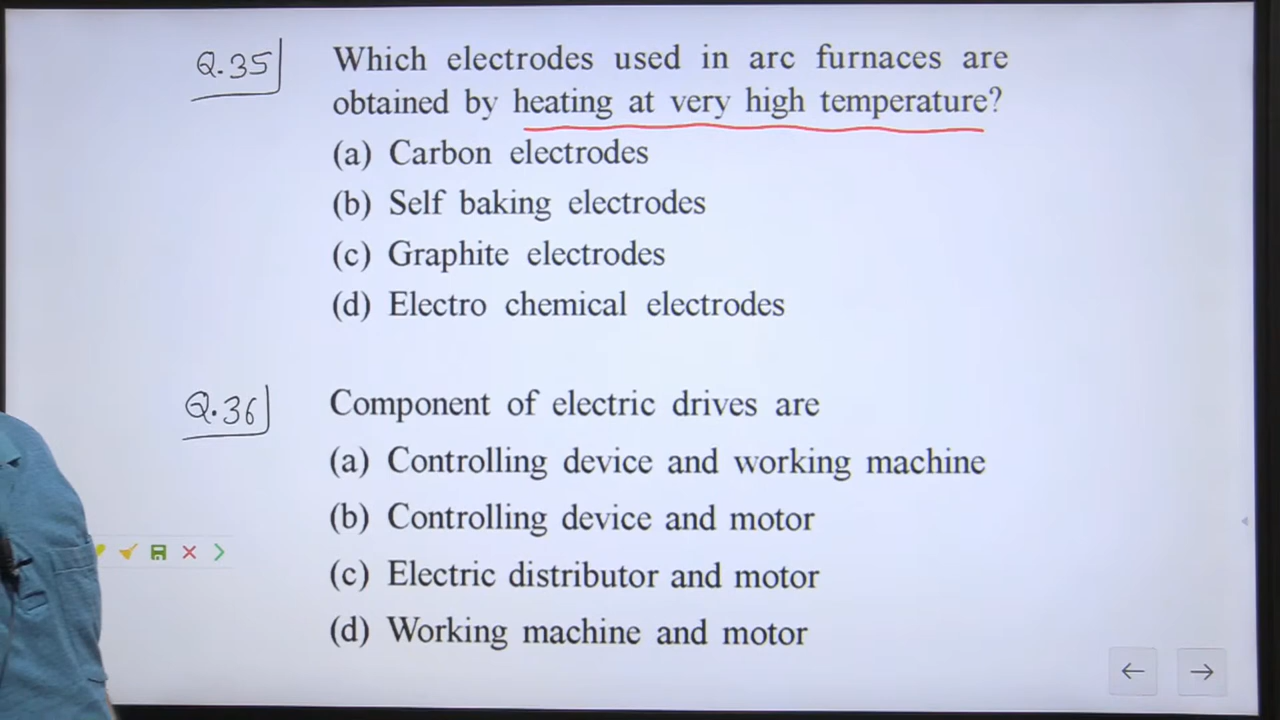 Q.35
Which electrodes used in arc furnaces are
obtained by heating at very high temperature?
(a) Carbon electrodes
(b) Self baking electrodes
(c) Graphite electrodes
(d) Electro chemical electrodes
Q.36
Component of electric drives are
(a) Controlling device and working machine
(b) Controlling device and motor
(c) Electric distributor and motor
(d) Working machine and motor